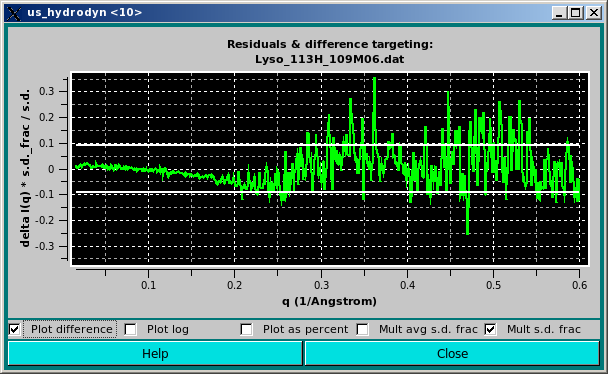 us_hydrodyn <10>
Residuals & difference targeting:
Lyso_113H_109M06.dat
delta I(q) * s.d._frac / s.d.
0.3
0.2
0.1
0
-0.1
-0.2
-0.3
0.1 0.2 0.3 0.4 0.5 0.6
q (1/Angstrom)
Plot difference Plot log Plot as percent Mult avg s.d. frac Mult s.d. frac
Help Close